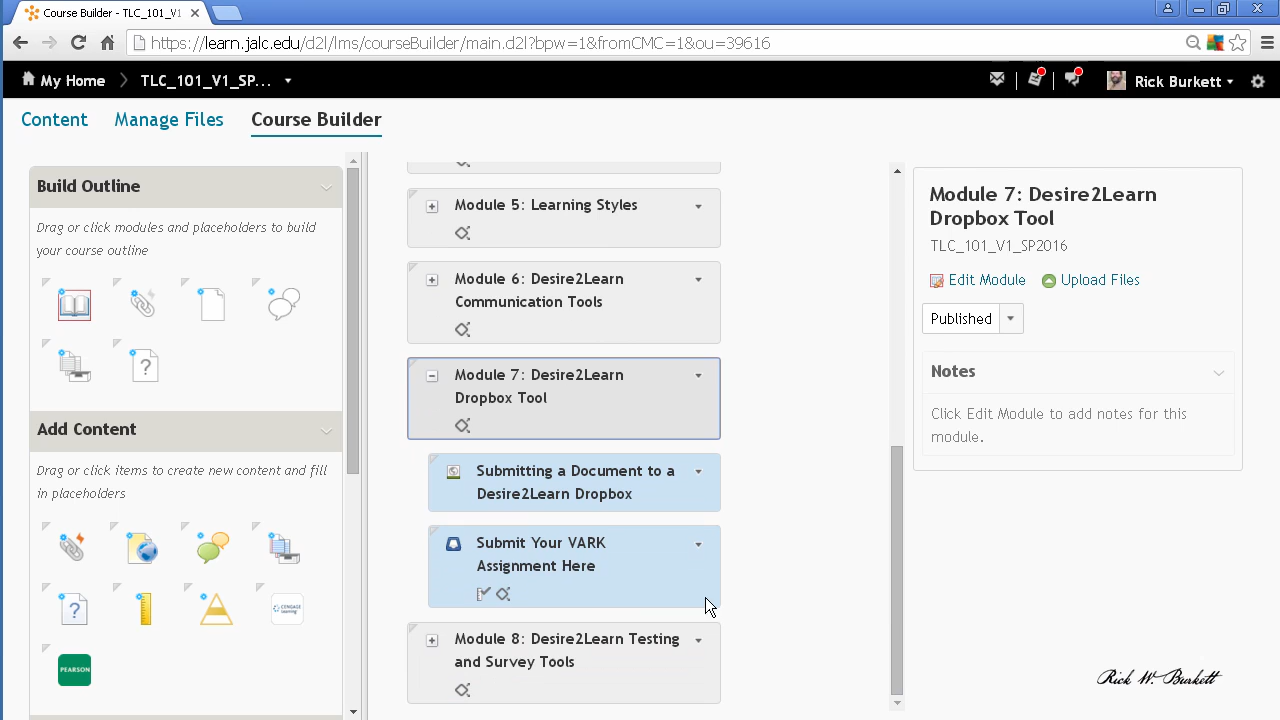 Course Builder - TLC_101_V1
https://learn.jalc.edu/d2l/lms/courseBuilder/main.d2l?bpw=1&fromCMC=1&ou=39616
My Home
TLC_101_V1_SP...
Rick Burkett
Content
Manage Files
Course Builder
Build Outline
Drag or click modules and placeholders to build
your course outline
?
Add Content
Drag or click items to create new content and fill
in placeholders
?
CENGAGE
Learning
PEARSON
Module 5: Learning Styles
Module 6: Desire2Learn
Communication Tools
Module 7: Desire2Learn
Dropbox Tool
Submitting a Document to a
Desire2Learn Dropbox
Submit Your VARK
Assignment Here
Module 8: Desire2Learn Testing
and Survey Tools
Module 7: Desire2Learn
Dropbox Tool
TLC_101_V1_SP2016
Edit Module
Upload Files
Published
Notes
Click Edit Module to add notes for this
module.
Rick W. Burkett